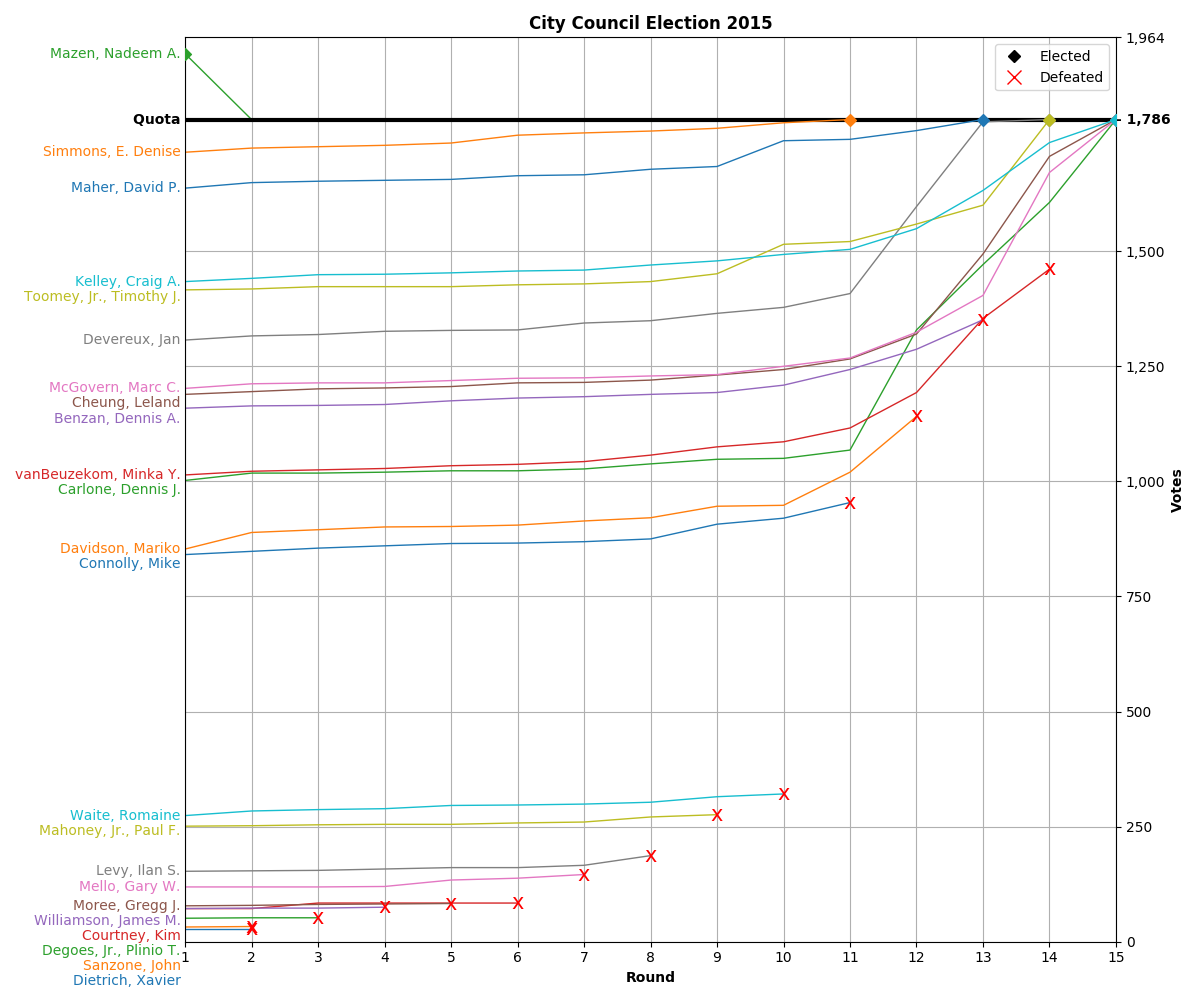 City Council Election 2015
Mazen, Nadeem A.
Quota
Simmons, E. Denise
Maher, David P.
Kelley, Craig A.
Toomey, Jr., Timothy J.
Devereux, Jan
McGovern, Marc C.
Cheung, Leland
Benzan, Dennis A.
vanBeuzekom, Minka Y.
Carlone, Dennis J.
Davidson, Mariko
Connolly, Mike
Waite, Romaine
Mahoney, Jr., Paul F.
Levy, Ilan S.
Mello, Gary W.
Moree, Gregg J.
Williamson, James M.
Courtney, Kim
Degoes, Jr., Plinio T.
Sanzone, John
Dietrich, Xavier
Elected
Defeated
1,964
1,786
1,500
1,250
1,000
750
500
250
0
Votes
1 2 3 4 5 6 7 8 9 10 11 12 13 14 15
Round